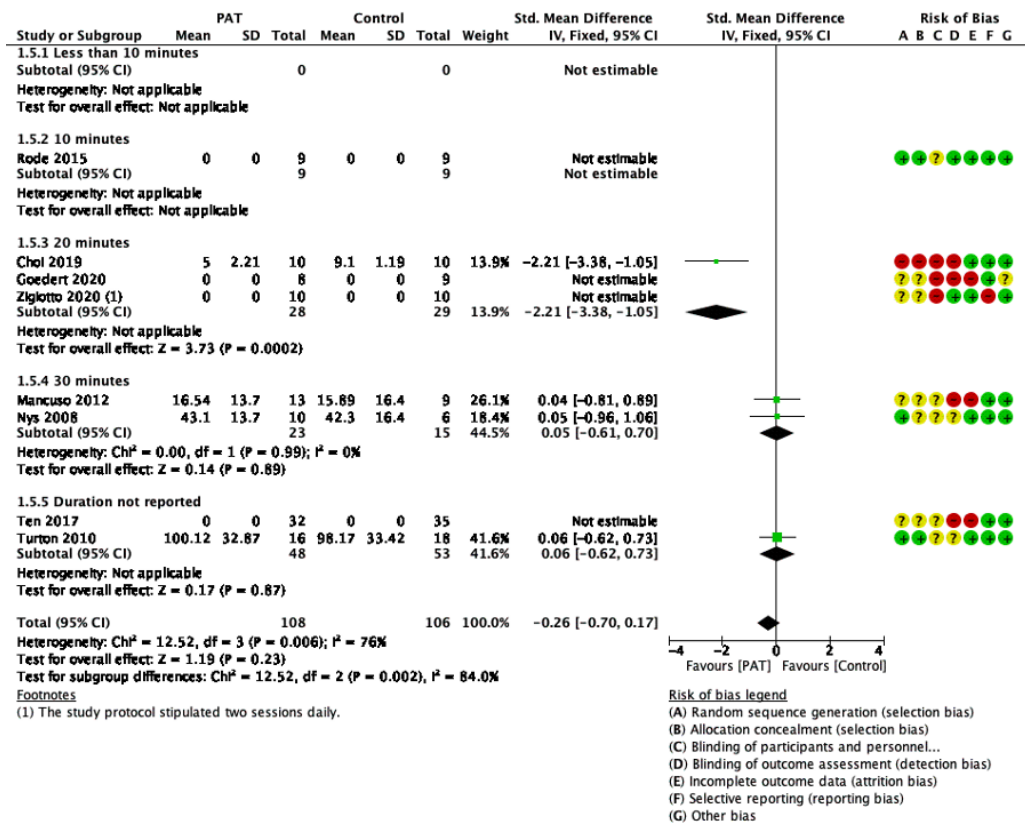 PAT Control Std. Mean Difference Std. Mean Difference Risk of Bias
Study or Subgroup Mean SD Total Mean SD Total Weight IV, Fixed, 95% CI IV, Fixed, 95% CI A B C D E F G
1.5.1 Less than 10 minutes
Subtotal (95% CI) 0 0 Not estimable
Heterogeneity: Not applicable
Test for overall effect: Not applicable
1.5.2 10 minutes
Rode 2015 0 0 9 0 0 9 Not estimable + + ? + + + +
Subtotal (95% CI) 9 9 Not estimable
Heterogeneity: Not applicable
Test for overall effect: Not applicable
1.5.3 20 minutes
Choi 2019 5 2.21 10 9.1 1.19 10 13.9% −2.21 [−3.38, −1.05] − − − − + + +
Goedert 2020 0 0 8 0 0 9 Not estimable ? ? − − − + ?
Zigiotto 2020 (1) 0 0 10 0 0 10 Not estimable ? ? − + + − +
Subtotal (95% CI) 28 29 13.9% −2.21 [−3.38, −1.05]
Heterogeneity: Not applicable
Test for overall effect: Z = 3.73 (P = 0.0002)
1.5.4 30 minutes
Mancuso 2012 16.54 13.7 13 15.89 16.4 9 26.1% 0.04 [−0.81, 0.89] ? ? ? − − + +
Nys 2008 43.1 13.7 10 42.3 16.4 6 18.4% 0.05 [−0.96, 1.06] + ? ? ? + + +
Subtotal (95% CI) 23 15 44.5% 0.05 [−0.61, 0.70]
Heterogeneity: Chi² = 0.00, df = 1 (P = 0.99); I² = 0%
Test for overall effect: Z = 0.14 (P = 0.89)
1.5.5 Duration not reported
Ten 2017 0 0 32 0 0 35 Not estimable ? ? ? − − + +
Turton 2010 100.12 32.87 16 98.17 33.42 18 41.6% 0.06 [−0.62, 0.73] + + ? ? + + +
Subtotal (95% CI) 48 53 41.6% 0.06 [−0.62, 0.73]
Heterogeneity: Not applicable
Test for overall effect: Z = 0.17 (P = 0.87)
Total (95% CI) 108 106 100.0% −0.26 [−0.70, 0.17]
Heterogeneity: Chi² = 12.52, df = 3 (P = 0.006); I² = 76%
Test for overall effect: Z = 1.19 (P = 0.23)
Test for subgroup differences: Chi² = 12.52, df = 2 (P = 0.002), I² = 84.0%
−4 −2 0 2 4
Favours [PAT] Favours [Control]
Footnotes
(1) The study protocol stipulated two sessions daily.
Risk of bias legend
(A) Random sequence generation (selection bias)
(B) Allocation concealment (selection bias)
(C) Blinding of participants and personnel...
(D) Blinding of outcome assessment (detection bias)
(E) Incomplete outcome data (attrition bias)
(F) Selective reporting (reporting bias)
(G) Other bias